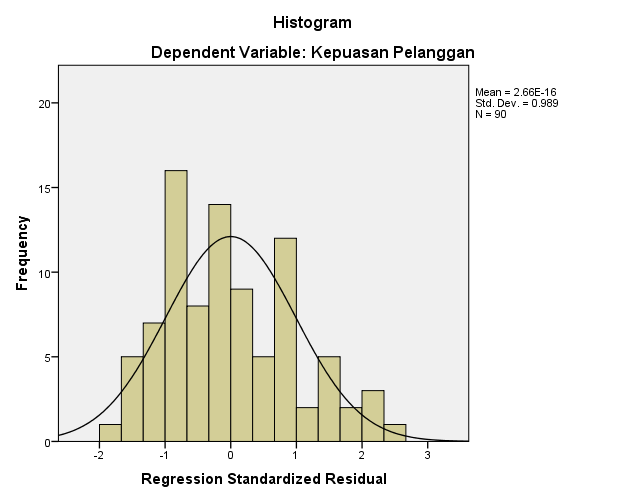 Histogram
Dependent Variable: Kepuasan Pelanggan
Mean = 2.66E-16
Std. Dev. = 0.989
N = 90
20
15
10
5
0
Frequency
-2 -1 0 1 2 3
Regression Standardized Residual